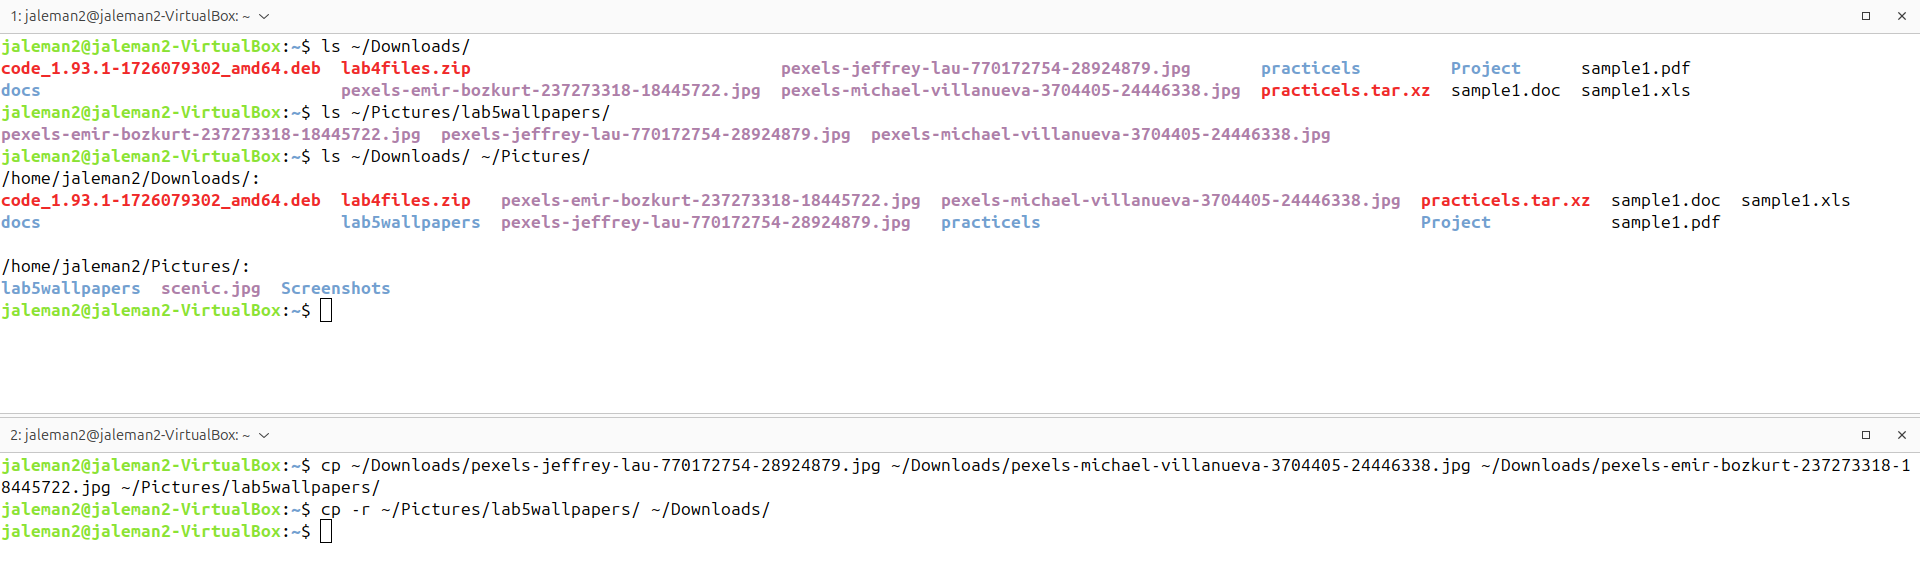 1: jaleman2@jaleman2-VirtualBox: ~
jaleman2@jaleman2-VirtualBox:~$ ls ~/Downloads/
code_1.93.1-1726079302_amd64.deb  lab4files.zip  pexels-jeffrey-lau-770172754-28924879.jpg  practicels  Project  sample1.pdf
docs  pexels-emir-bozkurt-237273318-18445722.jpg  pexels-michael-villanueva-3704405-24446338.jpg  practicels.tar.xz  sample1.doc  sample1.xls
jaleman2@jaleman2-VirtualBox:~$ ls ~/Pictures/lab5wallpapers/
pexels-emir-bozkurt-237273318-18445722.jpg  pexels-jeffrey-lau-770172754-28924879.jpg  pexels-michael-villanueva-3704405-24446338.jpg
jaleman2@jaleman2-VirtualBox:~$ ls ~/Downloads/ ~/Pictures/
/home/jaleman2/Downloads/:
code_1.93.1-1726079302_amd64.deb  lab4files.zip  pexels-emir-bozkurt-237273318-18445722.jpg  pexels-michael-villanueva-3704405-24446338.jpg  practicels.tar.xz  sample1.doc  sample1.xls
docs  lab5wallpapers  pexels-jeffrey-lau-770172754-28924879.jpg  practicels  Project  sample1.pdf
/home/jaleman2/Pictures/:
lab5wallpapers  scenic.jpg  Screenshots
jaleman2@jaleman2-VirtualBox:~$
2: jaleman2@jaleman2-VirtualBox: ~
jaleman2@jaleman2-VirtualBox:~$ cp ~/Downloads/pexels-jeffrey-lau-770172754-28924879.jpg ~/Downloads/pexels-michael-villanueva-3704405-24446338.jpg ~/Downloads/pexels-emir-bozkurt-237273318-1
8445722.jpg ~/Pictures/lab5wallpapers/
jaleman2@jaleman2-VirtualBox:~$ cp -r ~/Pictures/lab5wallpapers/ ~/Downloads/
jaleman2@jaleman2-VirtualBox:~$